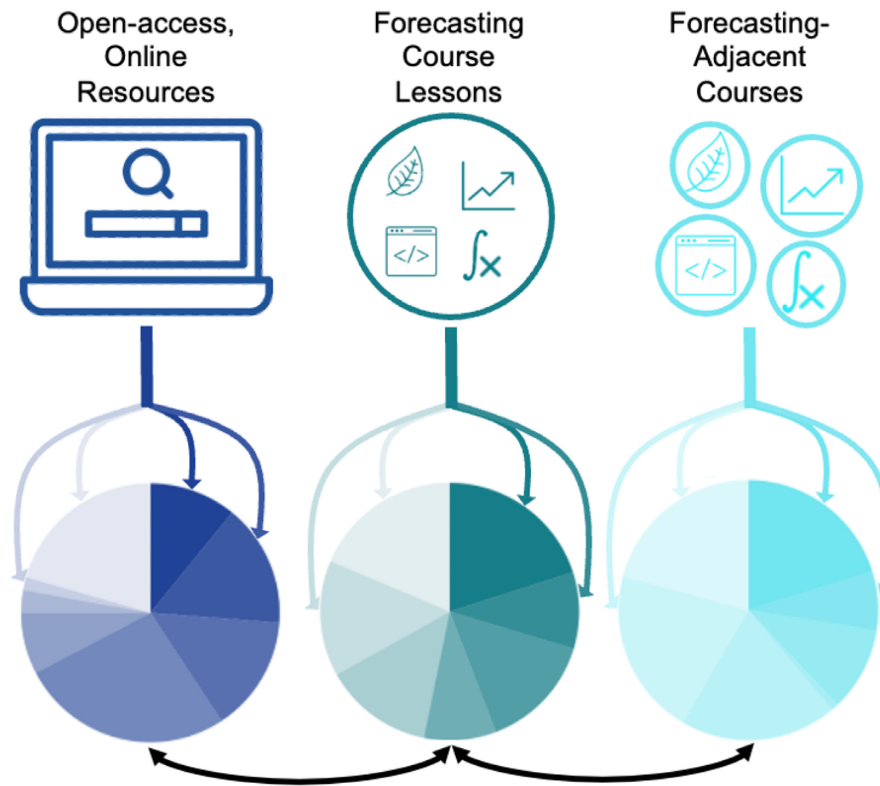 Open-access,
Online
Resources
Forecasting
Course
Lessons
Forecasting-
Adjacent
Courses
</>
∫x
</>
∫x